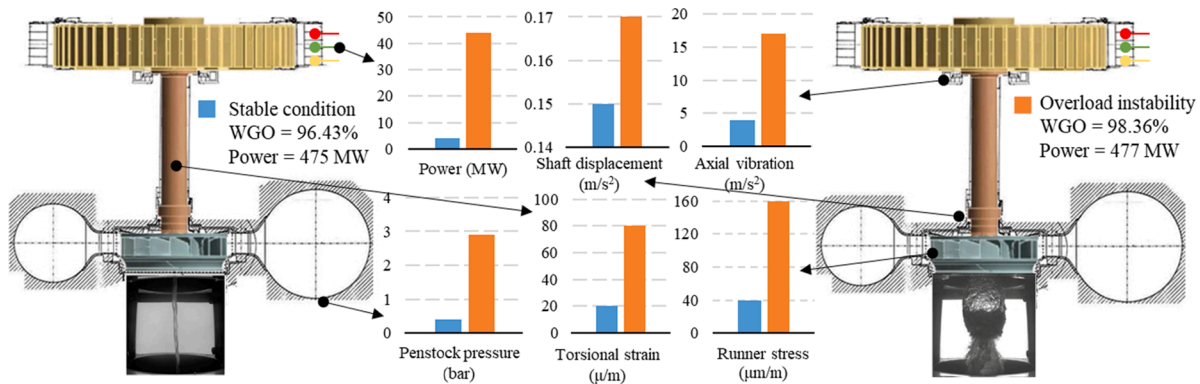 50
40
30
20
10
0
Power (MW)
0.17
0.16
0.15
0.14
Shaft displacement
(m/s²)
20
15
10
5
0
Axial vibration
(m/s²)
Stable condition
WGO = 96.43%
Power = 475 MW
Overload instability
WGO = 98.36%
Power = 477 MW
4
3
2
1
0
Penstock pressure
(bar)
100
80
60
40
20
0
Torsional strain
(μ/m)
160
120
80
40
0
Runner stress
(μm/m)